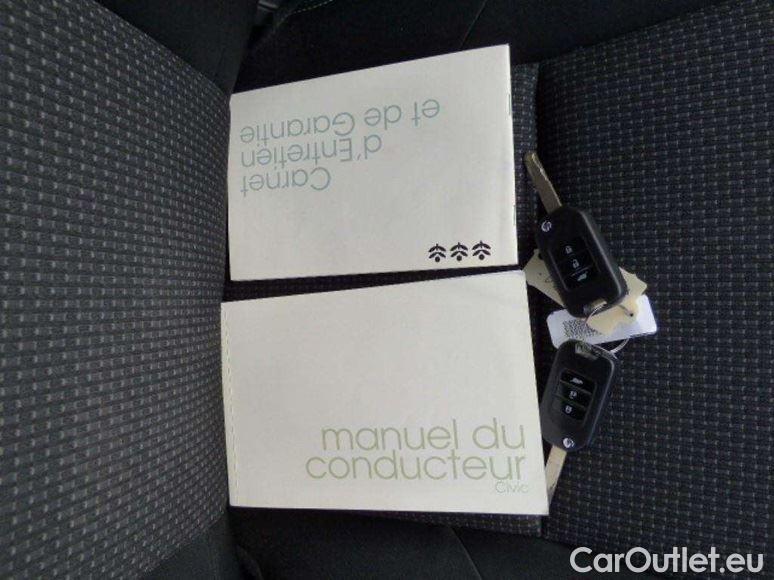 Carnet
d'Entretien
et de Garantie
manuel du
conducteur
Civic
CarOutlet.eu